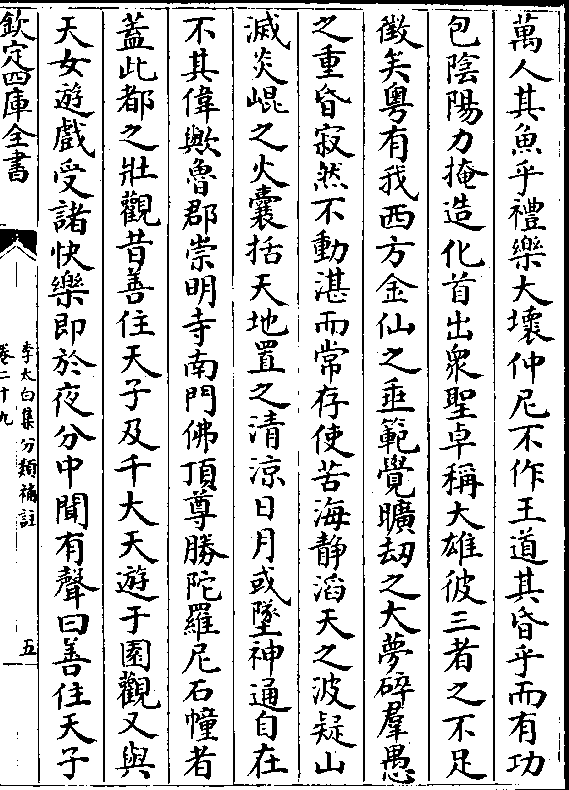 萬人其魚乎禮樂大壞仲尼不作王道其昏乎而有功
包陰陽力掩造化首出衆聖卓稱大雄彼三者之不足
徵矣粤有我西方金仙之垂範覺曠刼之大夢碎羣愚
之重昏寂然不動湛而常存使苦海静滔天之波疑山
滅炎崐之火囊括天地置之清凉日月或墜神通自在
不其偉歟魯郡崇明寺南門佛頂尊勝陀羅尼石幢者
蓋此都之壯觀昔善住天子及千大天遊于園觀又與
天女遊戲受諸快樂即於夜分中聞有聲曰善住天子
欽定四庫全書
李太白集分類補註
卷二十九
五